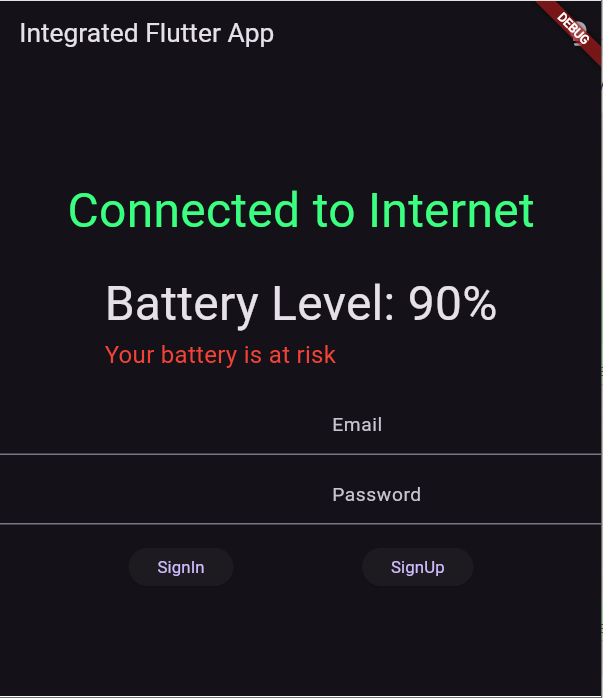 Integrated Flutter App
DEBUG
Connected to Internet
Battery Level: 90%
Your battery is at risk
Email
Password
SignIn
SignUp